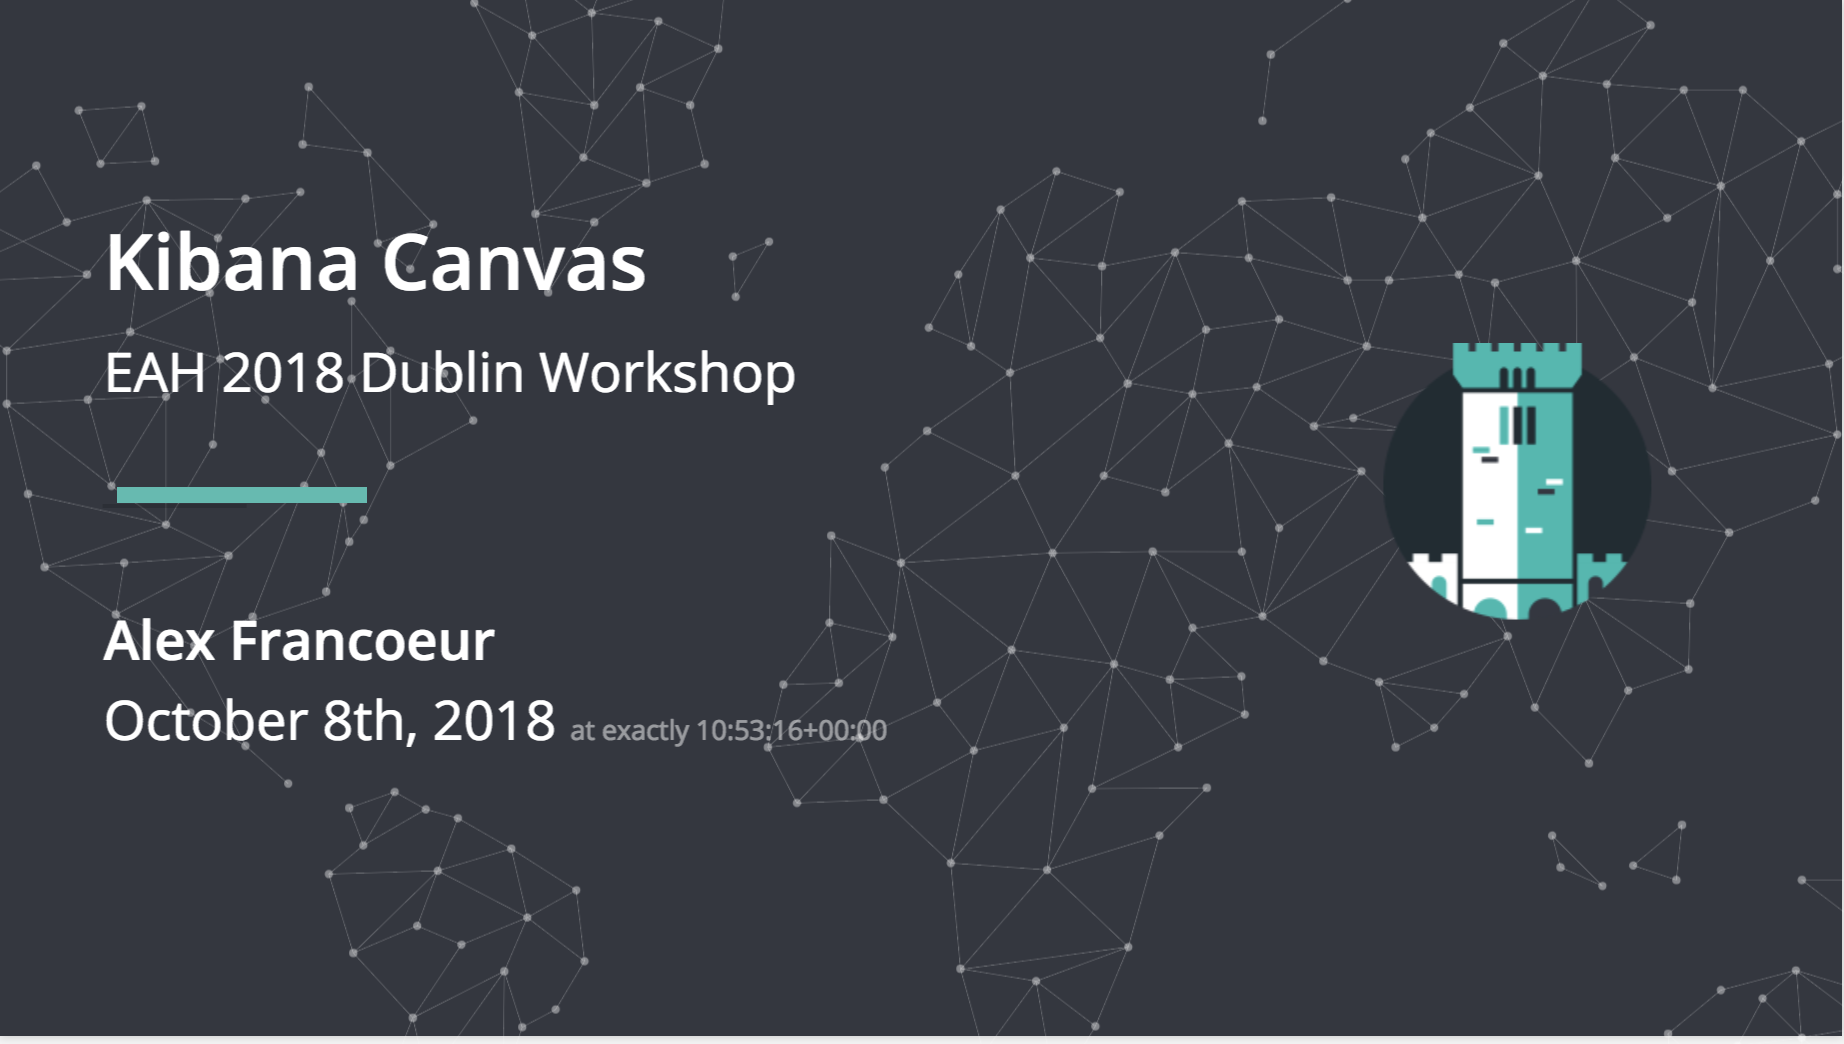 Kibana Canvas
EAH 2018 Dublin Workshop
Alex Francoeur
October 8th, 2018 at exactly 10:53:16+00:00